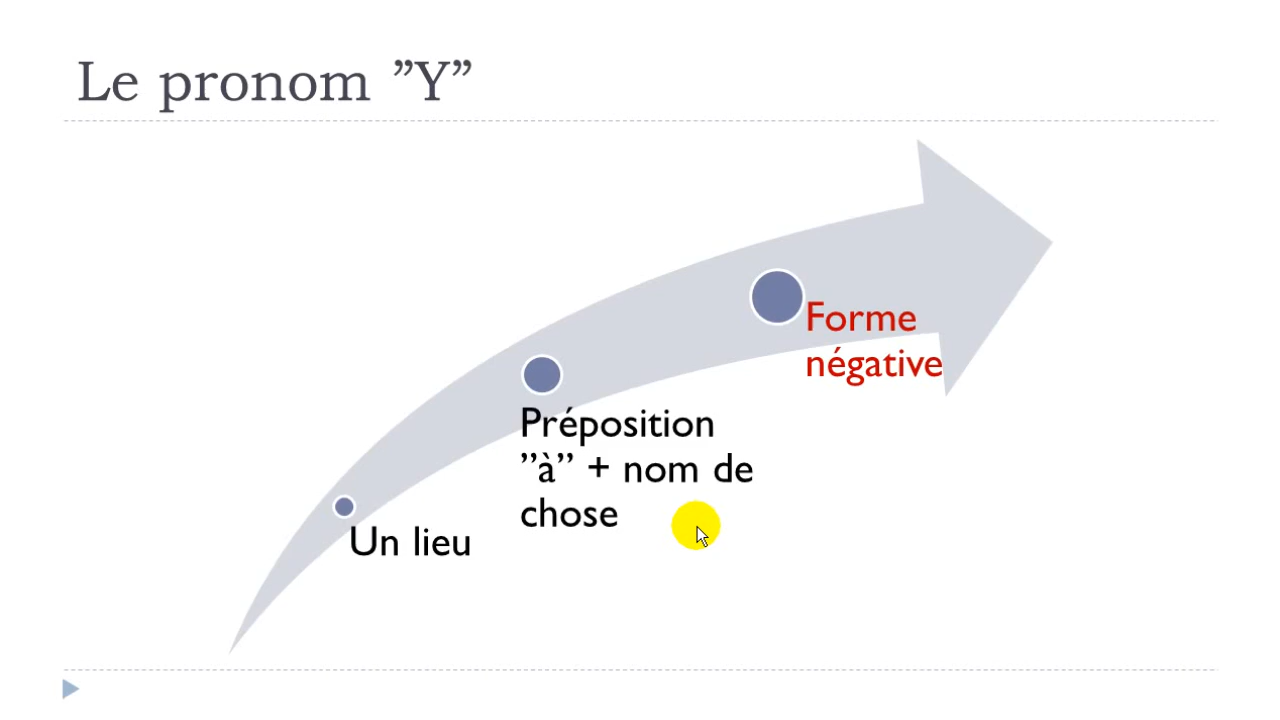 Le pronom ”Y”
Forme
négative
Préposition
”à” + nom de
chose
Un lieu